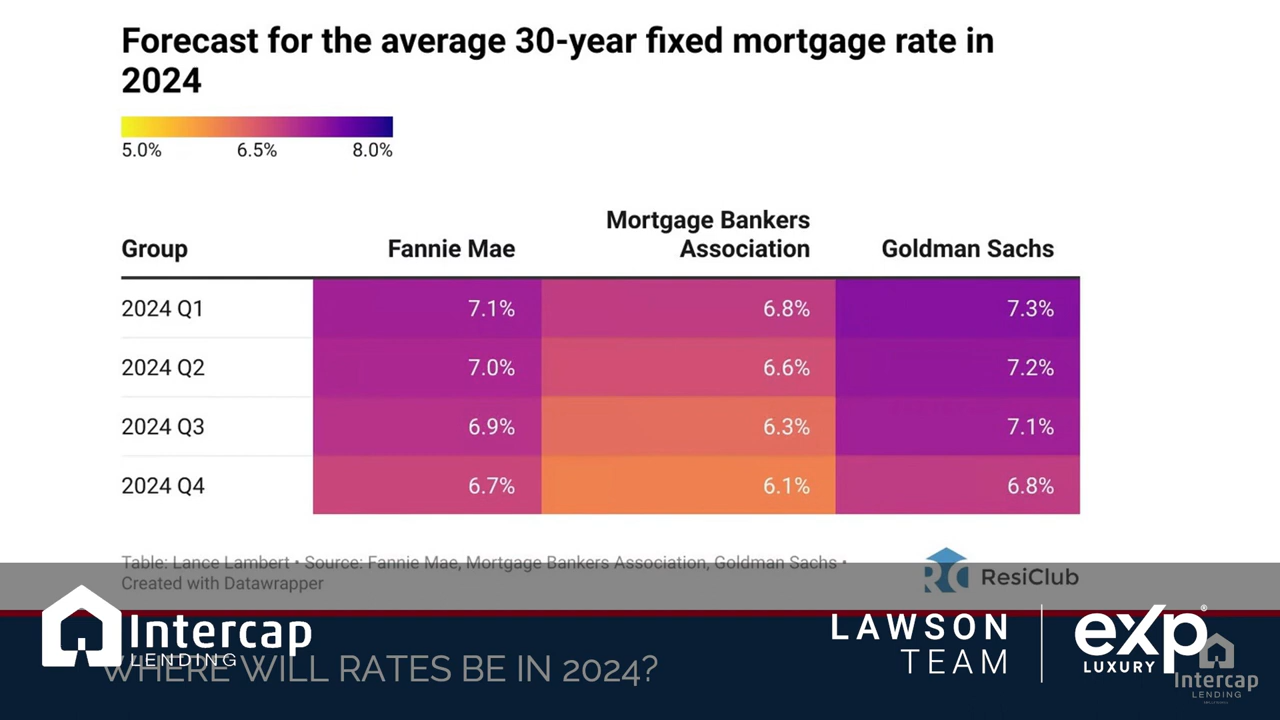 Forecast for the average 30-year fixed mortgage rate in
2024
5.0% 6.5% 8.0%
Group Fannie Mae Mortgage Bankers Association Goldman Sachs
2024 Q1 7.1% 6.8% 7.3%
2024 Q2 7.0% 6.6% 7.2%
2024 Q3 6.9% 6.3% 7.1%
2024 Q4 6.7% 6.1% 6.8%
Table: Lance Lambert • Source: Fannie Mae, Mortgage Bankers Association, Goldman Sachs •
Created with Datawrapper
RC ResiClub
Intercap
LENDING
WHERE WILL RATES BE IN 2024?
LAWSON
TEAM
eXp®
LUXURY
Intercap
LENDING